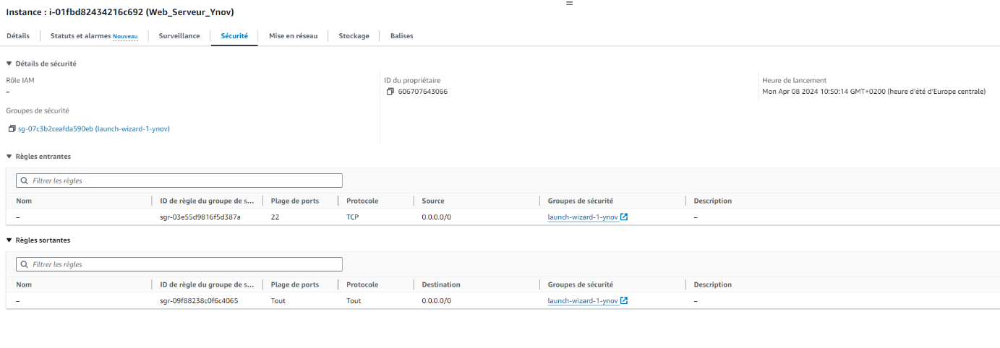 Instance : i-01fbd82434216c692 (Web_Serveur_Ynov)
Détails Statuts et alarmes Nouveau Surveillance Sécurité Mise en réseau Stockage Balises
Détails de sécurité
Rôle IAM ID du propriétaire Heure de lancement
– 606707643066 Mon Apr 08 2024 10:50:14 GMT+0200 (heure d'été d'Europe centrale)
Groupes de sécurité
sg-07c3b2ceafda590eb (launch-wizard-1-ynov)
Règles entrantes
Filtrer les règles
Nom ID de règle du groupe de s... Plage de ports Protocole Source Groupes de sécurité Description
– sgr-03e55d9816f5d387a 22 TCP 0.0.0.0/0 launch-wizard-1-ynov –
Règles sortantes
Filtrer les règles
Nom ID de règle du groupe de s... Plage de ports Protocole Destination Groupes de sécurité Description
– sgr-09f88238c0f6c4065 Tout Tout 0.0.0.0/0 launch-wizard-1-ynov –